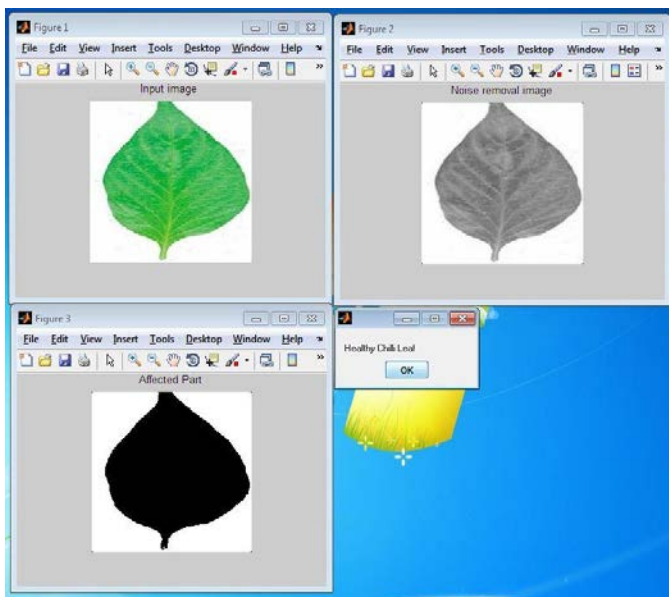 Figure 1
File Edit View Insert Tools Desktop Window Help
Input image
Figure 2
File Edit View Insert Tools Desktop Window Help
Noise removal image
Figure 3
File Edit View Insert Tools Desktop Window Help
Affected Part
Healthy Chilli Leaf
OK